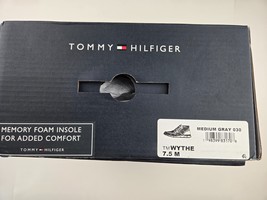 TOMMY HILFIGER
MEMORY FOAM INSOLE
FOR ADDED COMFORT
TOMMY HILFIGER
MEDIUM GRAY 030
TMWYTHE
7.5 M